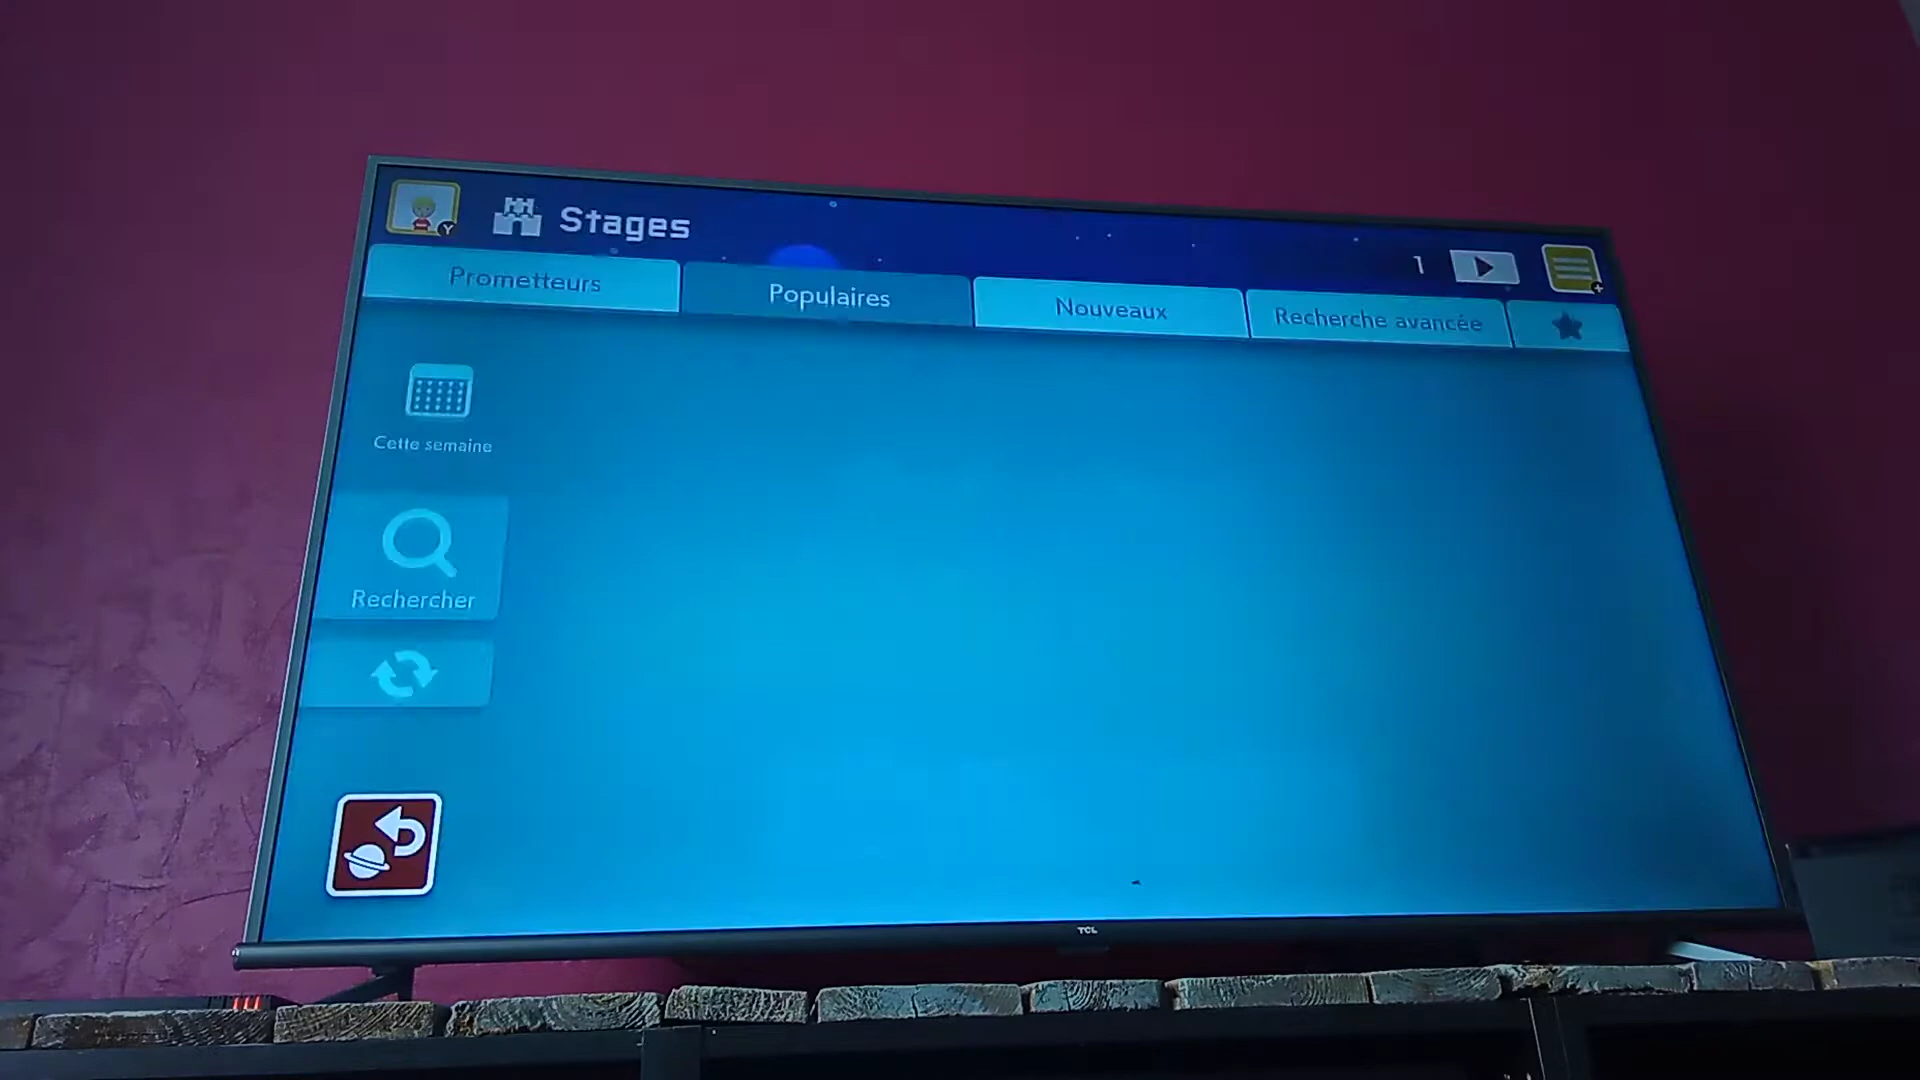 Y
Stages
1
+
Prometteurs
Populaires
Nouveaux
Recherche avancée
Cette semaine
Rechercher
TCL